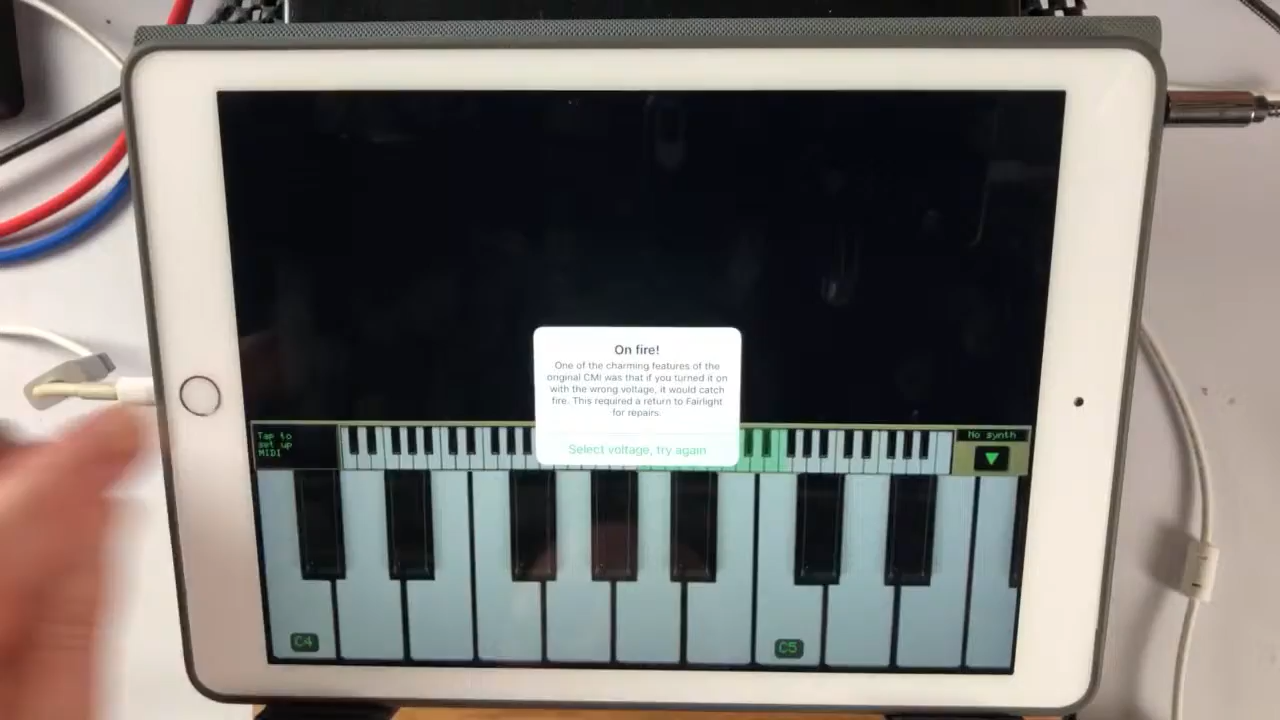 On fire!
One of the charming features of the
original CMI was that if you turned it on
with the wrong voltage, it would catch
fire. This required a return to Fairlight
for repairs.
Select voltage, try again
Tap to
set up
MIDI
No synth
C4
C5